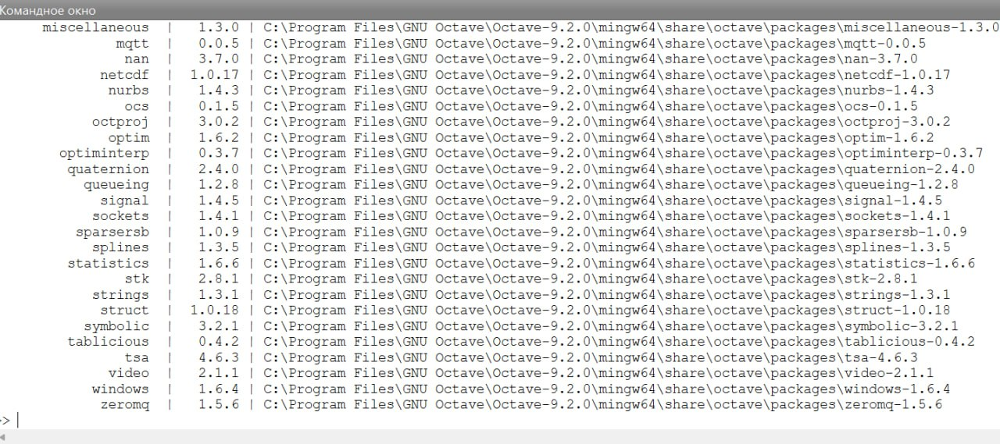 Командное окно
miscellaneous | 1.3.0 | C:\Program Files\GNU Octave\Octave-9.2.0\mingw64\share\octave\packages\miscellaneous-1.3.0
mqtt | 0.0.5 | C:\Program Files\GNU Octave\Octave-9.2.0\mingw64\share\octave\packages\mqtt-0.0.5
nan | 3.7.0 | C:\Program Files\GNU Octave\Octave-9.2.0\mingw64\share\octave\packages\nan-3.7.0
netcdf | 1.0.17 | C:\Program Files\GNU Octave\Octave-9.2.0\mingw64\share\octave\packages\netcdf-1.0.17
nurbs | 1.4.3 | C:\Program Files\GNU Octave\Octave-9.2.0\mingw64\share\octave\packages\nurbs-1.4.3
ocs | 0.1.5 | C:\Program Files\GNU Octave\Octave-9.2.0\mingw64\share\octave\packages\ocs-0.1.5
octproj | 3.0.2 | C:\Program Files\GNU Octave\Octave-9.2.0\mingw64\share\octave\packages\octproj-3.0.2
optim | 1.6.2 | C:\Program Files\GNU Octave\Octave-9.2.0\mingw64\share\octave\packages\optim-1.6.2
optiminterp | 0.3.7 | C:\Program Files\GNU Octave\Octave-9.2.0\mingw64\share\octave\packages\optiminterp-0.3.7
quaternion | 2.4.0 | C:\Program Files\GNU Octave\Octave-9.2.0\mingw64\share\octave\packages\quaternion-2.4.0
queueing | 1.2.8 | C:\Program Files\GNU Octave\Octave-9.2.0\mingw64\share\octave\packages\queueing-1.2.8
signal | 1.4.5 | C:\Program Files\GNU Octave\Octave-9.2.0\mingw64\share\octave\packages\signal-1.4.5
sockets | 1.4.1 | C:\Program Files\GNU Octave\Octave-9.2.0\mingw64\share\octave\packages\sockets-1.4.1
sparsersb | 1.0.9 | C:\Program Files\GNU Octave\Octave-9.2.0\mingw64\share\octave\packages\sparsersb-1.0.9
splines | 1.3.5 | C:\Program Files\GNU Octave\Octave-9.2.0\mingw64\share\octave\packages\splines-1.3.5
statistics | 1.6.6 | C:\Program Files\GNU Octave\Octave-9.2.0\mingw64\share\octave\packages\statistics-1.6.6
stk | 2.8.1 | C:\Program Files\GNU Octave\Octave-9.2.0\mingw64\share\octave\packages\stk-2.8.1
strings | 1.3.1 | C:\Program Files\GNU Octave\Octave-9.2.0\mingw64\share\octave\packages\strings-1.3.1
struct | 1.0.18 | C:\Program Files\GNU Octave\Octave-9.2.0\mingw64\share\octave\packages\struct-1.0.18
symbolic | 3.2.1 | C:\Program Files\GNU Octave\Octave-9.2.0\mingw64\share\octave\packages\symbolic-3.2.1
tablicious | 0.4.2 | C:\Program Files\GNU Octave\Octave-9.2.0\mingw64\share\octave\packages\tablicious-0.4.2
tsa | 4.6.3 | C:\Program Files\GNU Octave\Octave-9.2.0\mingw64\share\octave\packages\tsa-4.6.3
video | 2.1.1 | C:\Program Files\GNU Octave\Octave-9.2.0\mingw64\share\octave\packages\video-2.1.1
windows | 1.6.4 | C:\Program Files\GNU Octave\Octave-9.2.0\mingw64\share\octave\packages\windows-1.6.4
zeromq | 1.5.6 | C:\Program Files\GNU Octave\Octave-9.2.0\mingw64\share\octave\packages\zeromq-1.5.6
>>